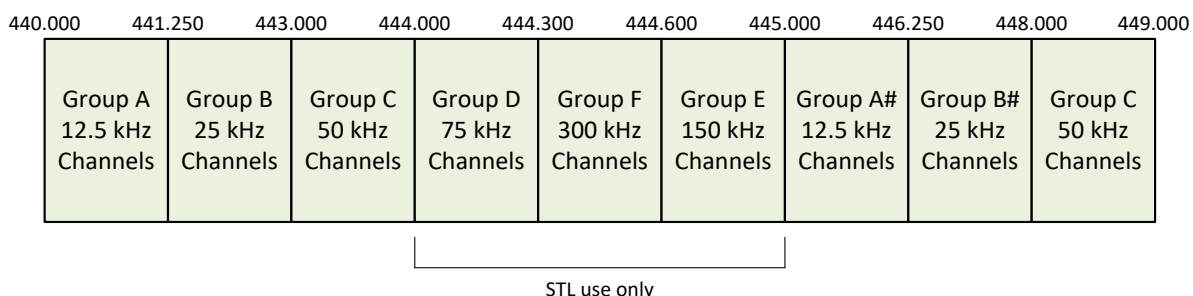 440.000 441.250 443.000 444.000 444.300 444.600 445.000 446.250 448.000 449.000
Group A Group B Group C Group D Group F Group E Group A# Group B# Group C
12.5 kHz 25 kHz 50 kHz 75 kHz 300 kHz 150 kHz 12.5 kHz 25 kHz 50 kHz
Channels Channels Channels Channels Channels Channels Channels Channels Channels
STL use only